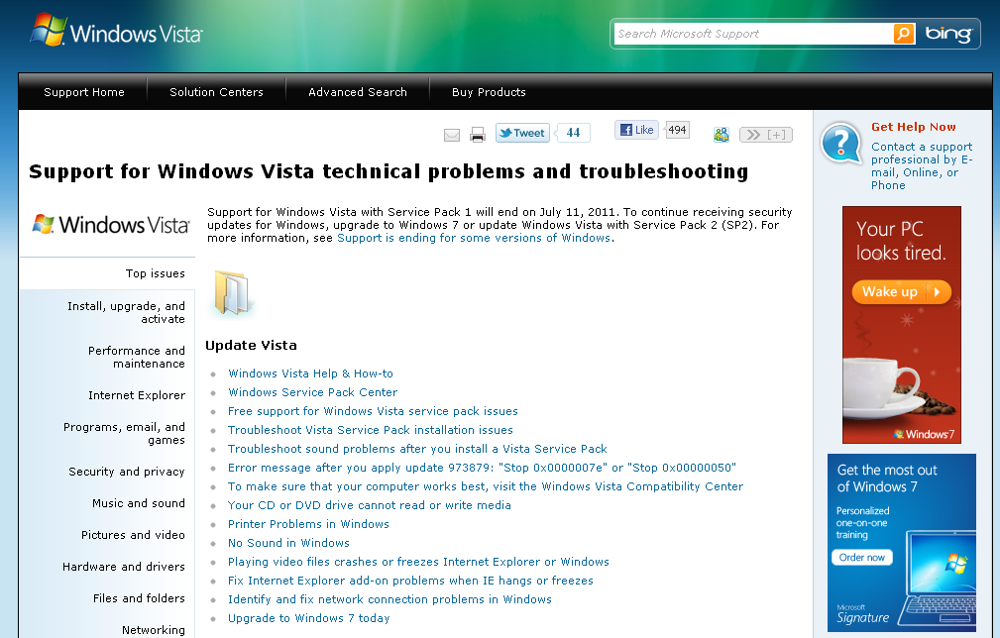 Windows Vista
Search Microsoft Support
bing
Support Home
Solution Centers
Advanced Search
Buy Products
Tweet
44
Like
494
[+]
Support for Windows Vista technical problems and troubleshooting
Windows Vista
Top issues
Install, upgrade, and
activate
Performance and
maintenance
Internet Explorer
Programs, email, and
games
Security and privacy
Music and sound
Pictures and video
Hardware and drivers
Files and folders
Networking
Support for Windows Vista with Service Pack 1 will end on July 11, 2011. To continue receiving security
updates for Windows, upgrade to Windows 7 or update Windows Vista with Service Pack 2 (SP2). For
more information, see Support is ending for some versions of Windows.
Update Vista
Windows Vista Help & How-to
Windows Service Pack Center
Free support for Windows Vista service pack issues
Troubleshoot Vista Service Pack installation issues
Troubleshoot sound problems after you install a Vista Service Pack
Error message after you apply update 973879: "Stop 0x0000007e" or "Stop 0x00000050"
To make sure that your computer works best, visit the Windows Vista Compatibility Center
Your CD or DVD drive cannot read or write media
Printer Problems in Windows
No Sound in Windows
Playing video files crashes or freezes Internet Explorer or Windows
Fix Internet Explorer add-on problems when IE hangs or freezes
Identify and fix network connection problems in Windows
Upgrade to Windows 7 today
Get Help Now
Contact a support
professional by E-
mail, Online, or
Phone
Your PC
looks tired.
Wake up
Windows 7
Get the most out
of Windows 7
Personalized
one-on-one
training
Order now
Microsoft
Signature